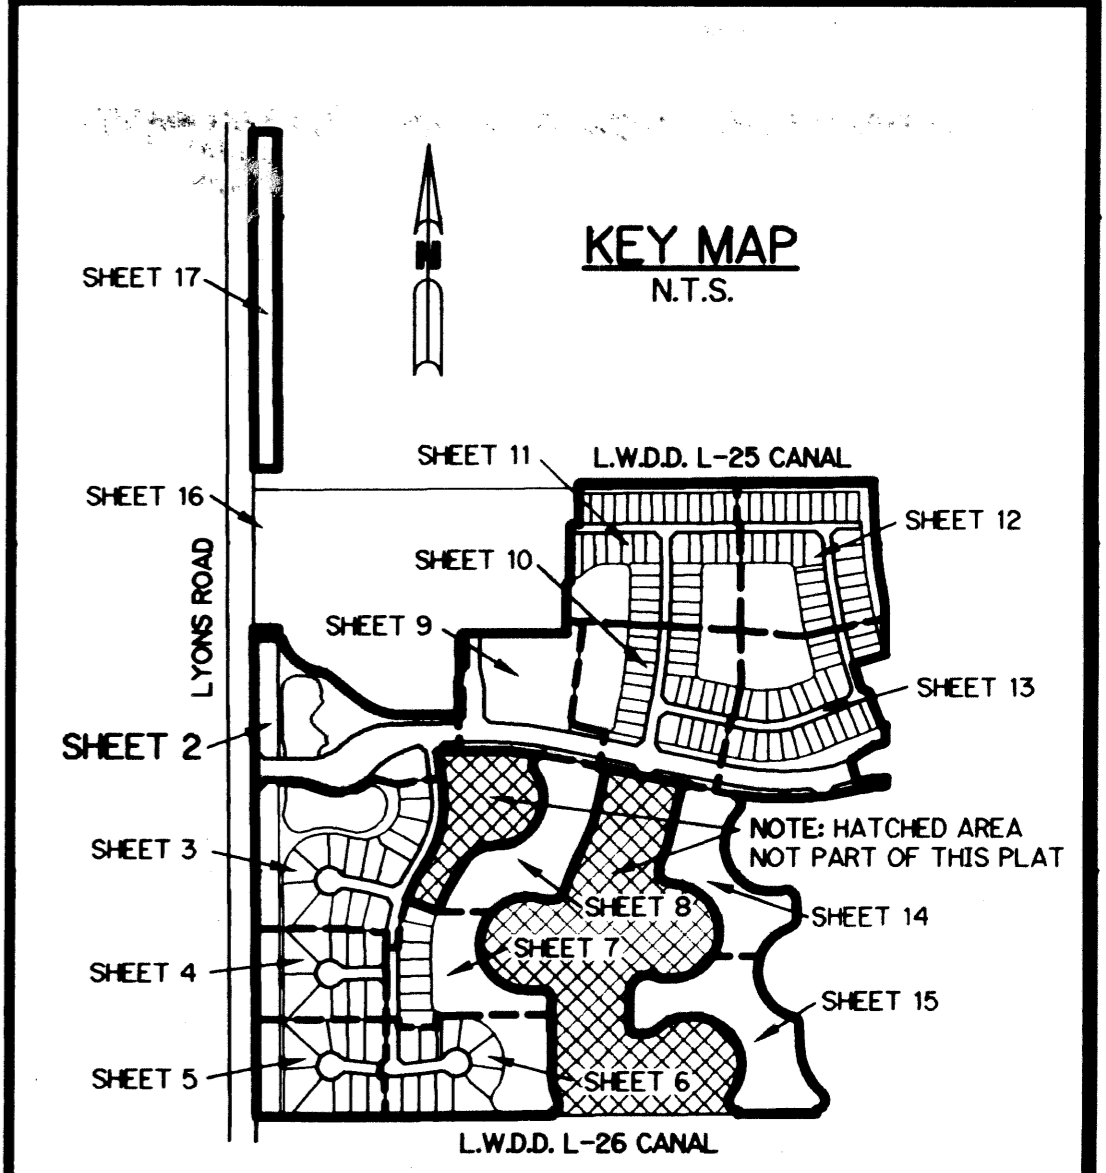 KEY MAP
N.T.S.
N
SHEET 17
SHEET 11
L.W.D.D. L-25 CANAL
SHEET 16
SHEET 12
LYONS ROAD
SHEET 10
SHEET 9
SHEET 13
SHEET 2
NOTE: HATCHED AREA
NOT PART OF THIS PLAT
SHEET 3
SHEET 8
SHEET 14
SHEET 7
SHEET 4
SHEET 15
SHEET 5
SHEET 6
L.W.D.D. L-26 CANAL